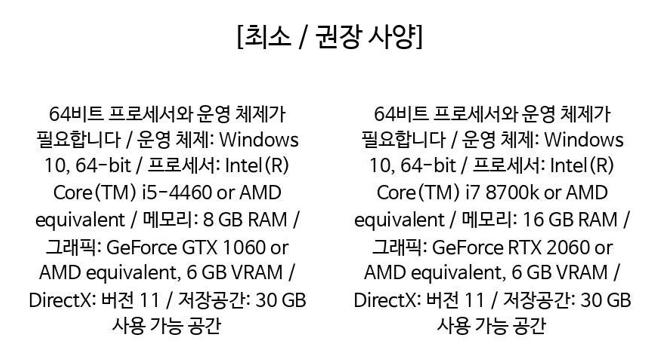 [최소 / 권장 사양]
64비트 프로세서와 운영 체제가
필요합니다 / 운영 체제: Windows
10, 64-bit / 프로세서: Intel(R)
Core(TM) i5-4460 or AMD
equivalent / 메모리: 8 GB RAM /
그래픽: GeForce GTX 1060 or
AMD equivalent, 6 GB VRAM /
DirectX: 버전 11 / 저장공간: 30 GB
사용 가능 공간
64비트 프로세서와 운영 체제가
필요합니다 / 운영 체제: Windows
10, 64-bit / 프로세서: Intel(R)
Core(TM) i7 8700k or AMD
equivalent / 메모리: 16 GB RAM /
그래픽: GeForce RTX 2060 or
AMD equivalent, 6 GB VRAM /
DirectX: 버전 11 / 저장공간: 30 GB
사용 가능 공간